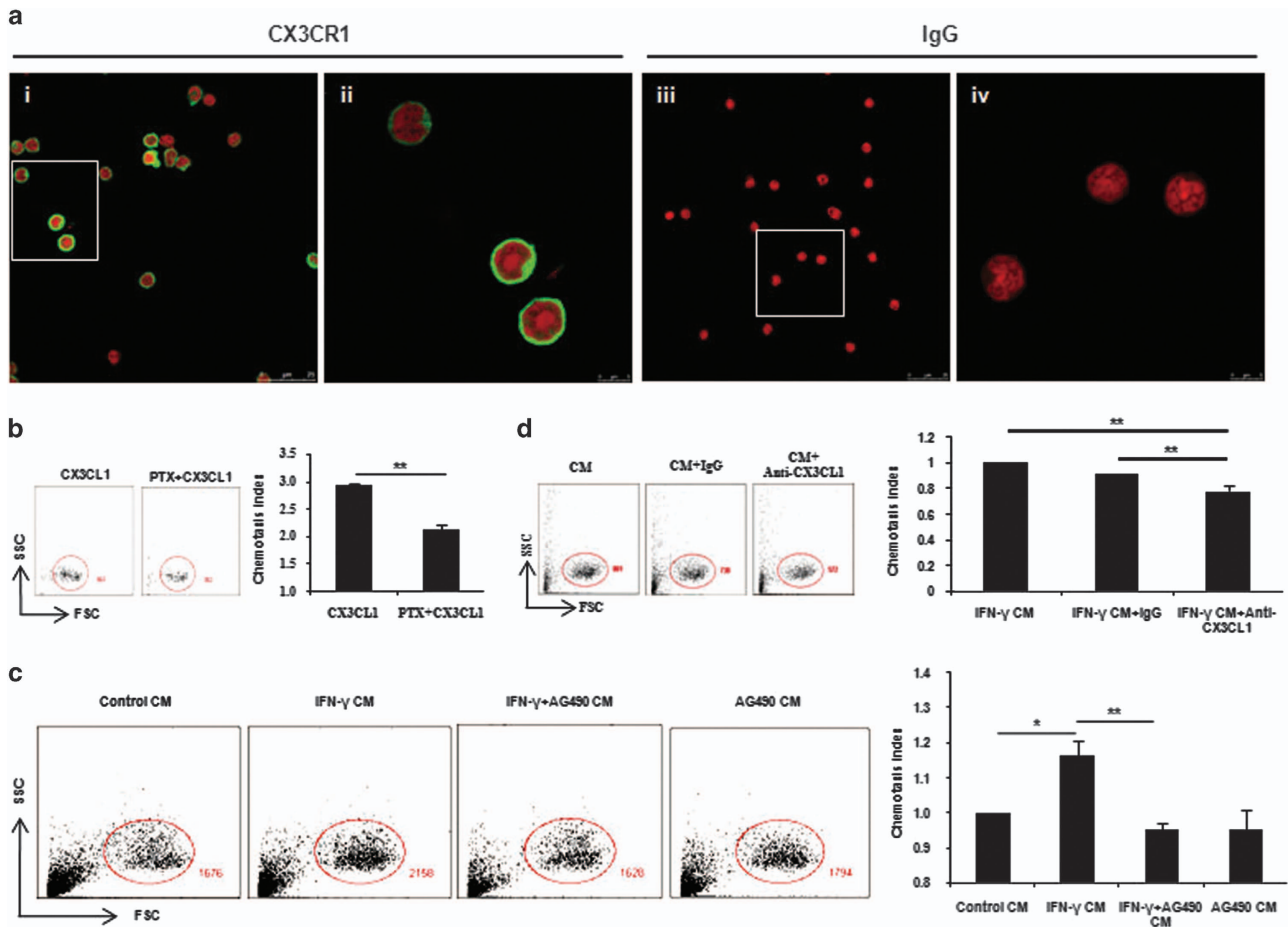 a
CX3CR1
IgG
i
ii
iii
iv
b
CX3CL1
PTX+CX3CL1
SSC
FSC
Chemotasis Index
3.5
3.0
2.5
2.0
1.5
1.0
**
CX3CL1
PTX+CX3CL1
d
CM
CM+IgG
CM+
Anti-CX3CL1
SSC
FSC
Chemotasis Index
1.2
1
0.8
0.6
0.4
0.2
0
**
**
IFN-γ CM
IFN-γ CM+IgG
IFN-γ CM+Anti-
CX3CL1
c
Control CM
IFN-γ CM
IFN-γ+AG490 CM
AG490 CM
SSC
1676
2158
1628
1794
FSC
Chemotasis Index
1.4
1.3
1.2
1.1
1.0
0.9
0.8
*
**
Control CM
IFN-γ CM
IFN-γ+AG490
CM
AG490 CM